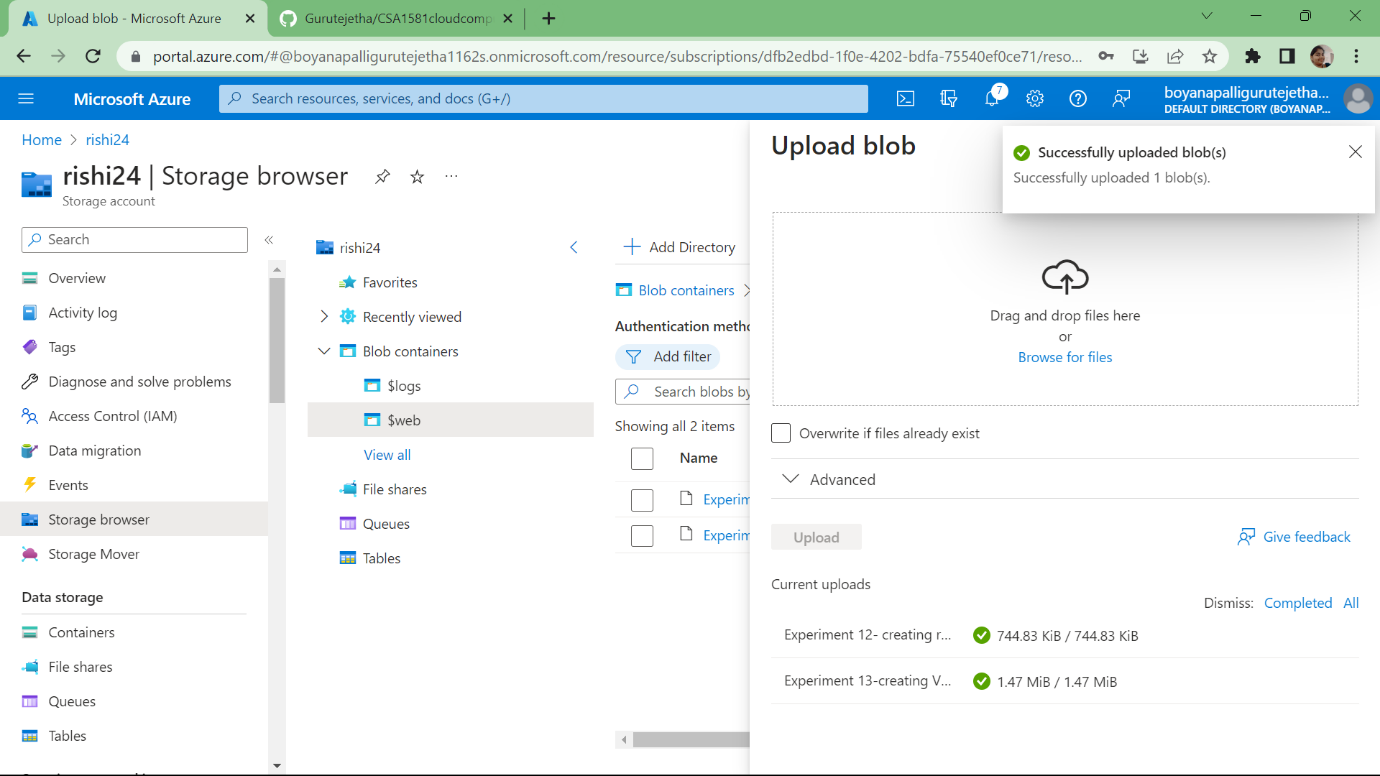 Upload blob - Microsoft Azure
Gurutejetha/CSA1581cloudcomp
portal.azure.com/#@boyanapalligurutejetha1162s.onmicrosoft.com/resource/subscriptions/dfb2edbd-1f0e-4202-bdfa-75540ef0ce71/reso...
Microsoft Azure
Search resources, services, and docs (G+/)
7
boyanapalligurutejetha...
DEFAULT DIRECTORY (BOYANAP...
Home > rishi24
rishi24 | Storage browser
...
Storage account
Search
Overview
Activity log
Tags
Diagnose and solve problems
Access Control (IAM)
Data migration
Events
Storage browser
Storage Mover
Data storage
Containers
File shares
Queues
Tables
rishi24
Favorites
Recently viewed
Blob containers
$logs
$web
View all
File shares
Queues
Tables
Add Directory
Blob containers >
Authentication metho
Add filter
Search blobs by
Showing all 2 items
Name
Experim
Experim
Upload blob
Successfully uploaded blob(s)
Successfully uploaded 1 blob(s).
Drag and drop files here
or
Browse for files
Overwrite if files already exist
Advanced
Upload
Give feedback
Current uploads
Dismiss: Completed All
Experiment 12- creating r... 744.83 KiB / 744.83 KiB
Experiment 13-creating V... 1.47 MiB / 1.47 MiB